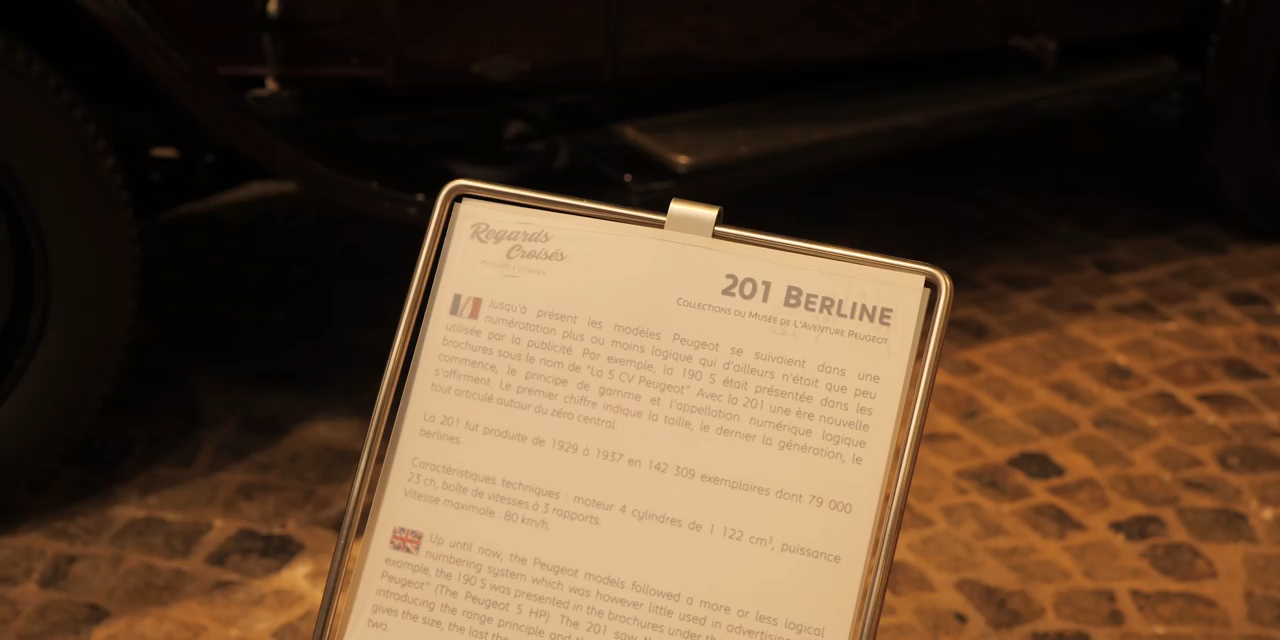 Regards
Croisés
201 BERLINE
COLLECTIONS DU MUSÉE DE L'AVENTURE PEUGEOT
Jusqu'à présent les modèles Peugeot se suivaient dans une
numérotation plus ou moins logique qui d'ailleurs n'était que peu
utilisée par la publicité. Par exemple, la 190 S était présentée dans les
brochures sous le nom de "La 5 CV Peugeot". Avec la 201 une ère nouvelle
commence, le principe de gamme et l'appellation numérique logique
s'affirment. Le premier chiffre indique la taille, le dernier la génération, le
tout articulé autour du zéro central.
La 201 fut produite de 1929 à 1937 en 142 309 exemplaires dont 79 000
berlines.
Caractéristiques techniques : moteur 4 cylindres de 1 122 cm³, puissance
23 ch, boîte de vitesses à 3 rapports.
Vitesse maximale : 80 km/h.
Up until now, the Peugeot models followed a more or less logical
numbering system which was however little used in advertising
example, the 190 S was presented in the brochures under the
Peugeot" (The Peugeot 5 HP). The 201 saw
introducing the range principle and
gives the size, the last the
two.